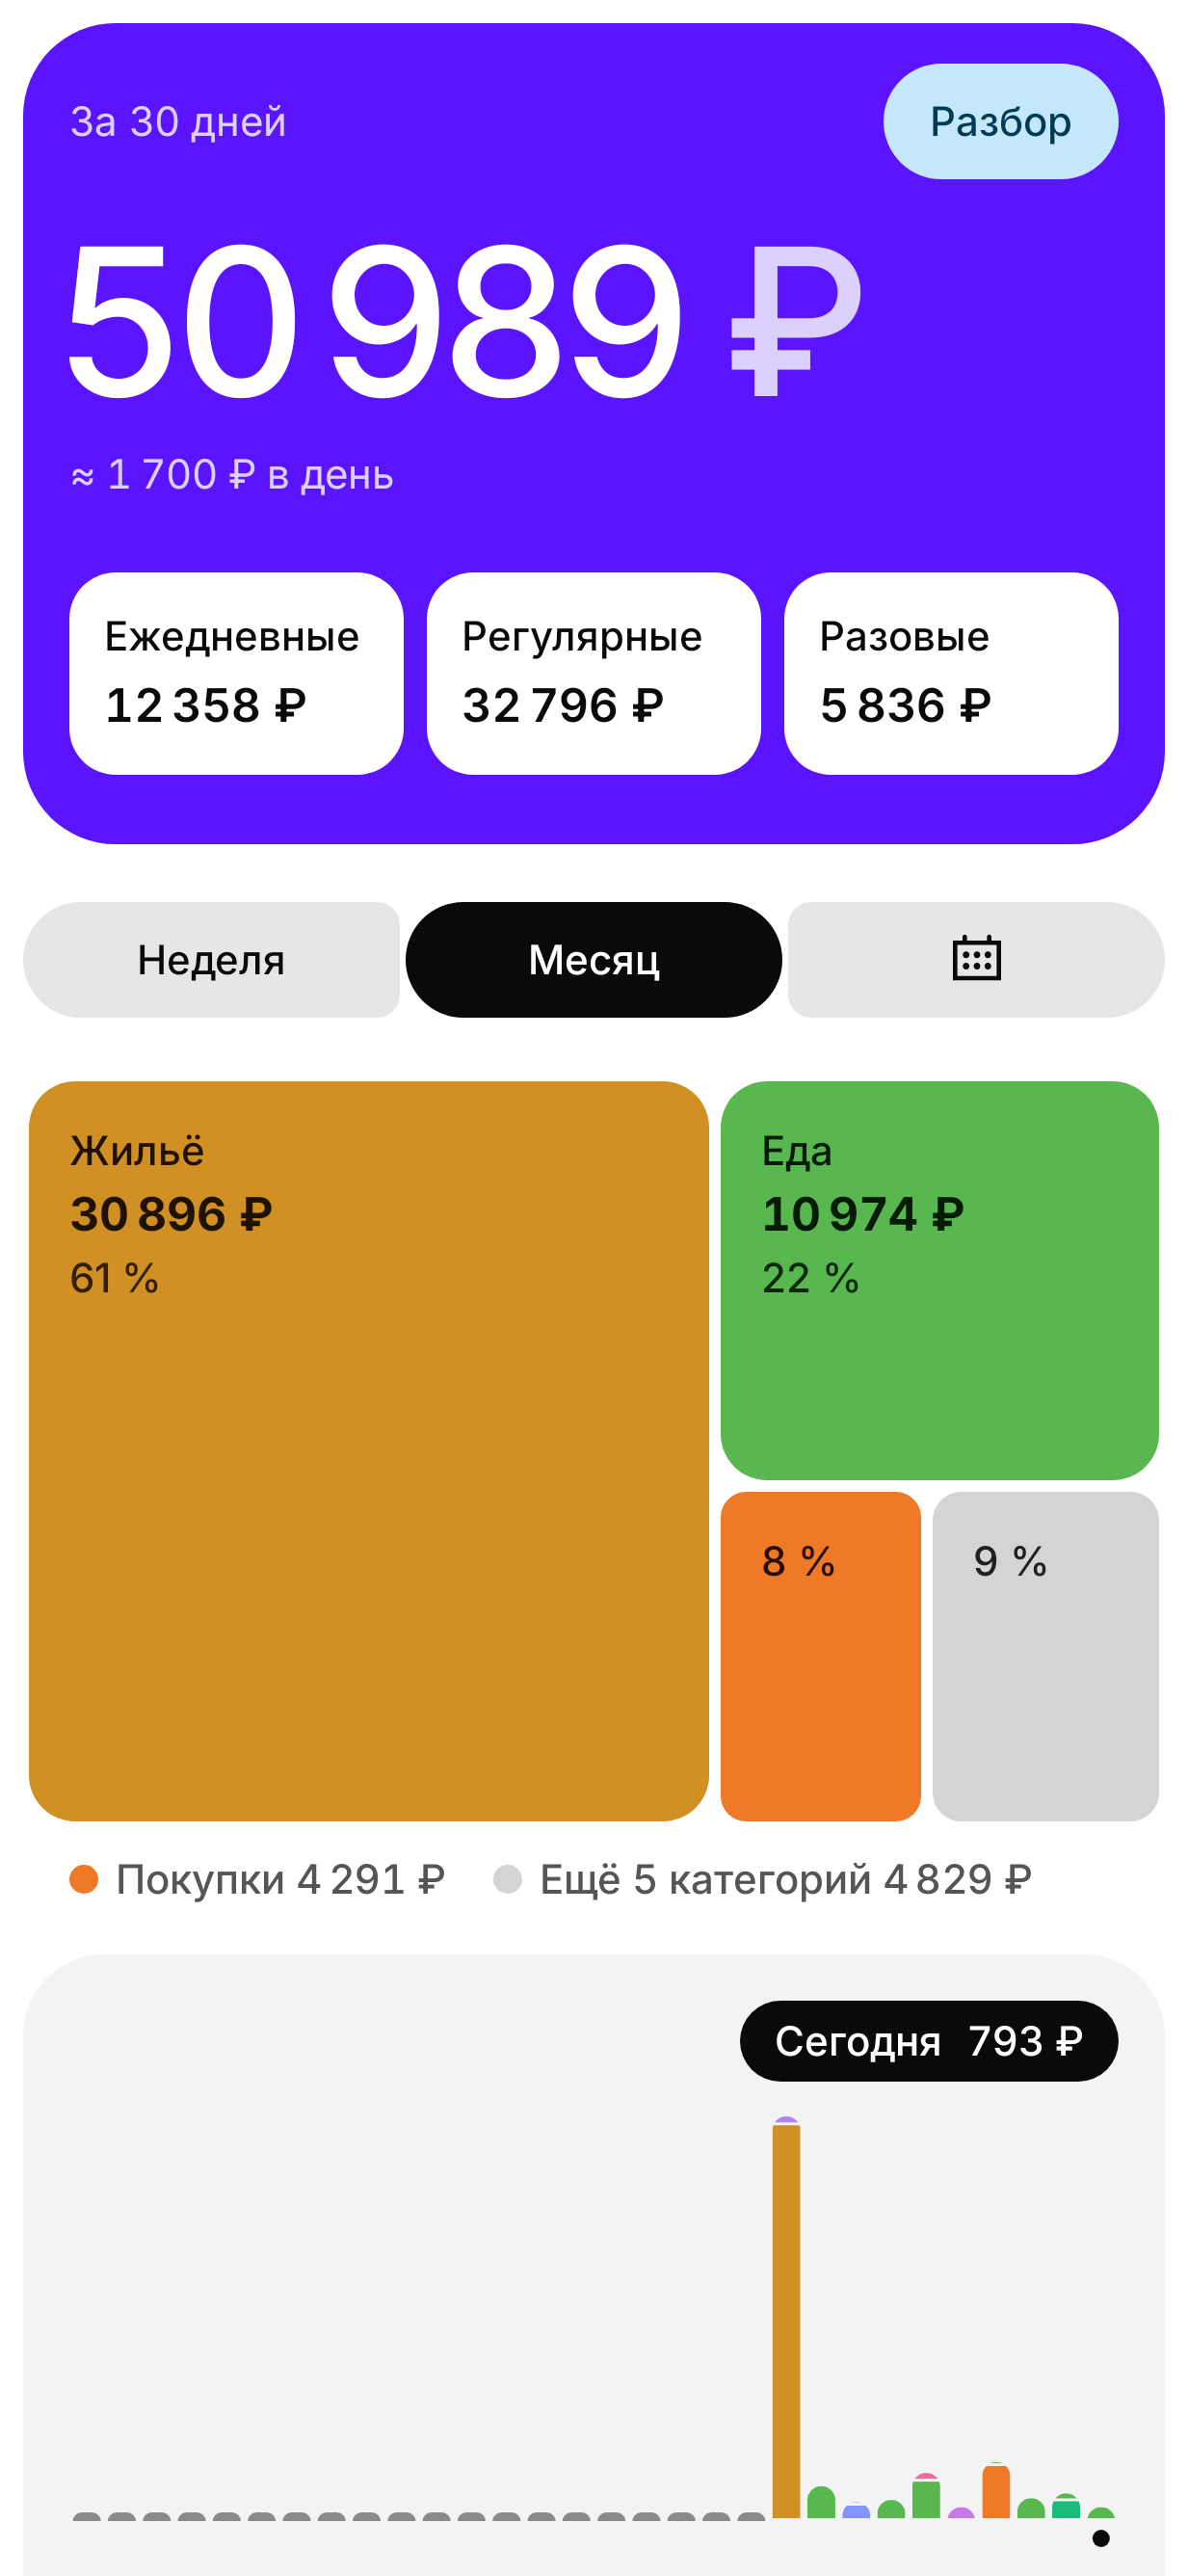 За 30 дней
Разбор
50 989 ₽
≈ 1 700 ₽ в день
Ежедневные
12 358 ₽
Регулярные
32 796 ₽
Разовые
5 836 ₽
Неделя
Месяц
Жильё
30 896 ₽
61 %
Еда
10 974 ₽
22 %
8 %
9 %
Покупки 4 291 ₽
Ещё 5 категорий 4 829 ₽
Сегодня 793 ₽